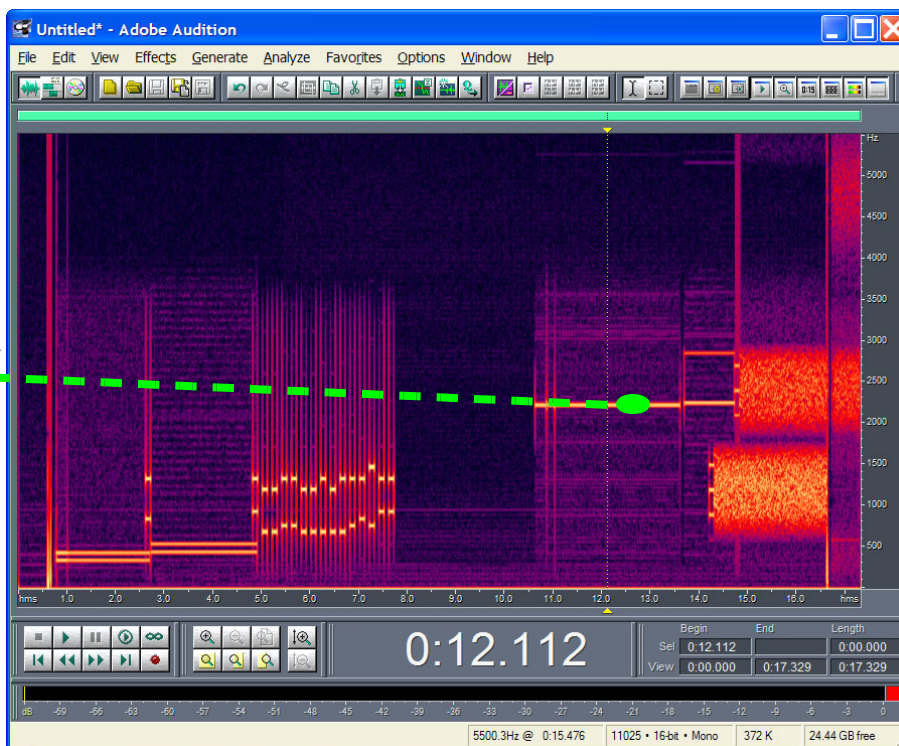 Untitled* - Adobe Audition
File Edit View Effects Generate Analyze Favorites Options Window Help
Hz
5000
4500
4000
3500
3000
2500
2000
1500
1000
500
hms 1.0 2.0 3.0 4.0 5.0 6.0 7.0 8.0 9.0 10.0 11.0 12.0 13.0 14.0 15.0 16.0 hms
0:12.112
Begin End Length
Sel 0:12.112 0:00.000
View 0:00.000 0:17.329 0:17.329
dB -69 -66 -63 -60 -57 -54 -51 -48 -45 -42 -39 -36 -33 -30 -27 -24 -21 -18 -15 -12 -9 -6 -3 0
5500.3Hz @ 0:15.476 11025 • 16-bit • Mono 372 K 24.44 GB free